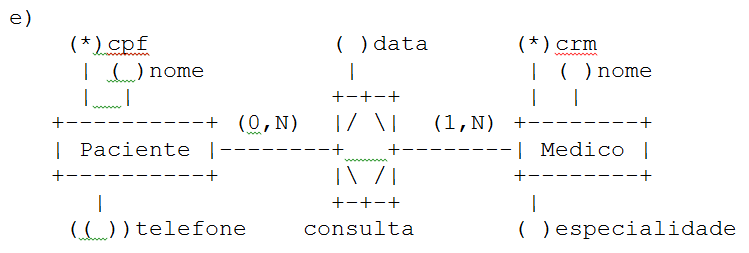 e)
(*)cpf ( )data (*)crm
| ( )nome | | ( )nome
| | +-+-+ | |
+----------+ (0,N) |/ \| (1,N) +--------+
| Paciente |--------+ +--------| Medico |
+----------+ |\ /| +--------+
| +-+-+ |
(( ))telefone consulta ( )especialidade